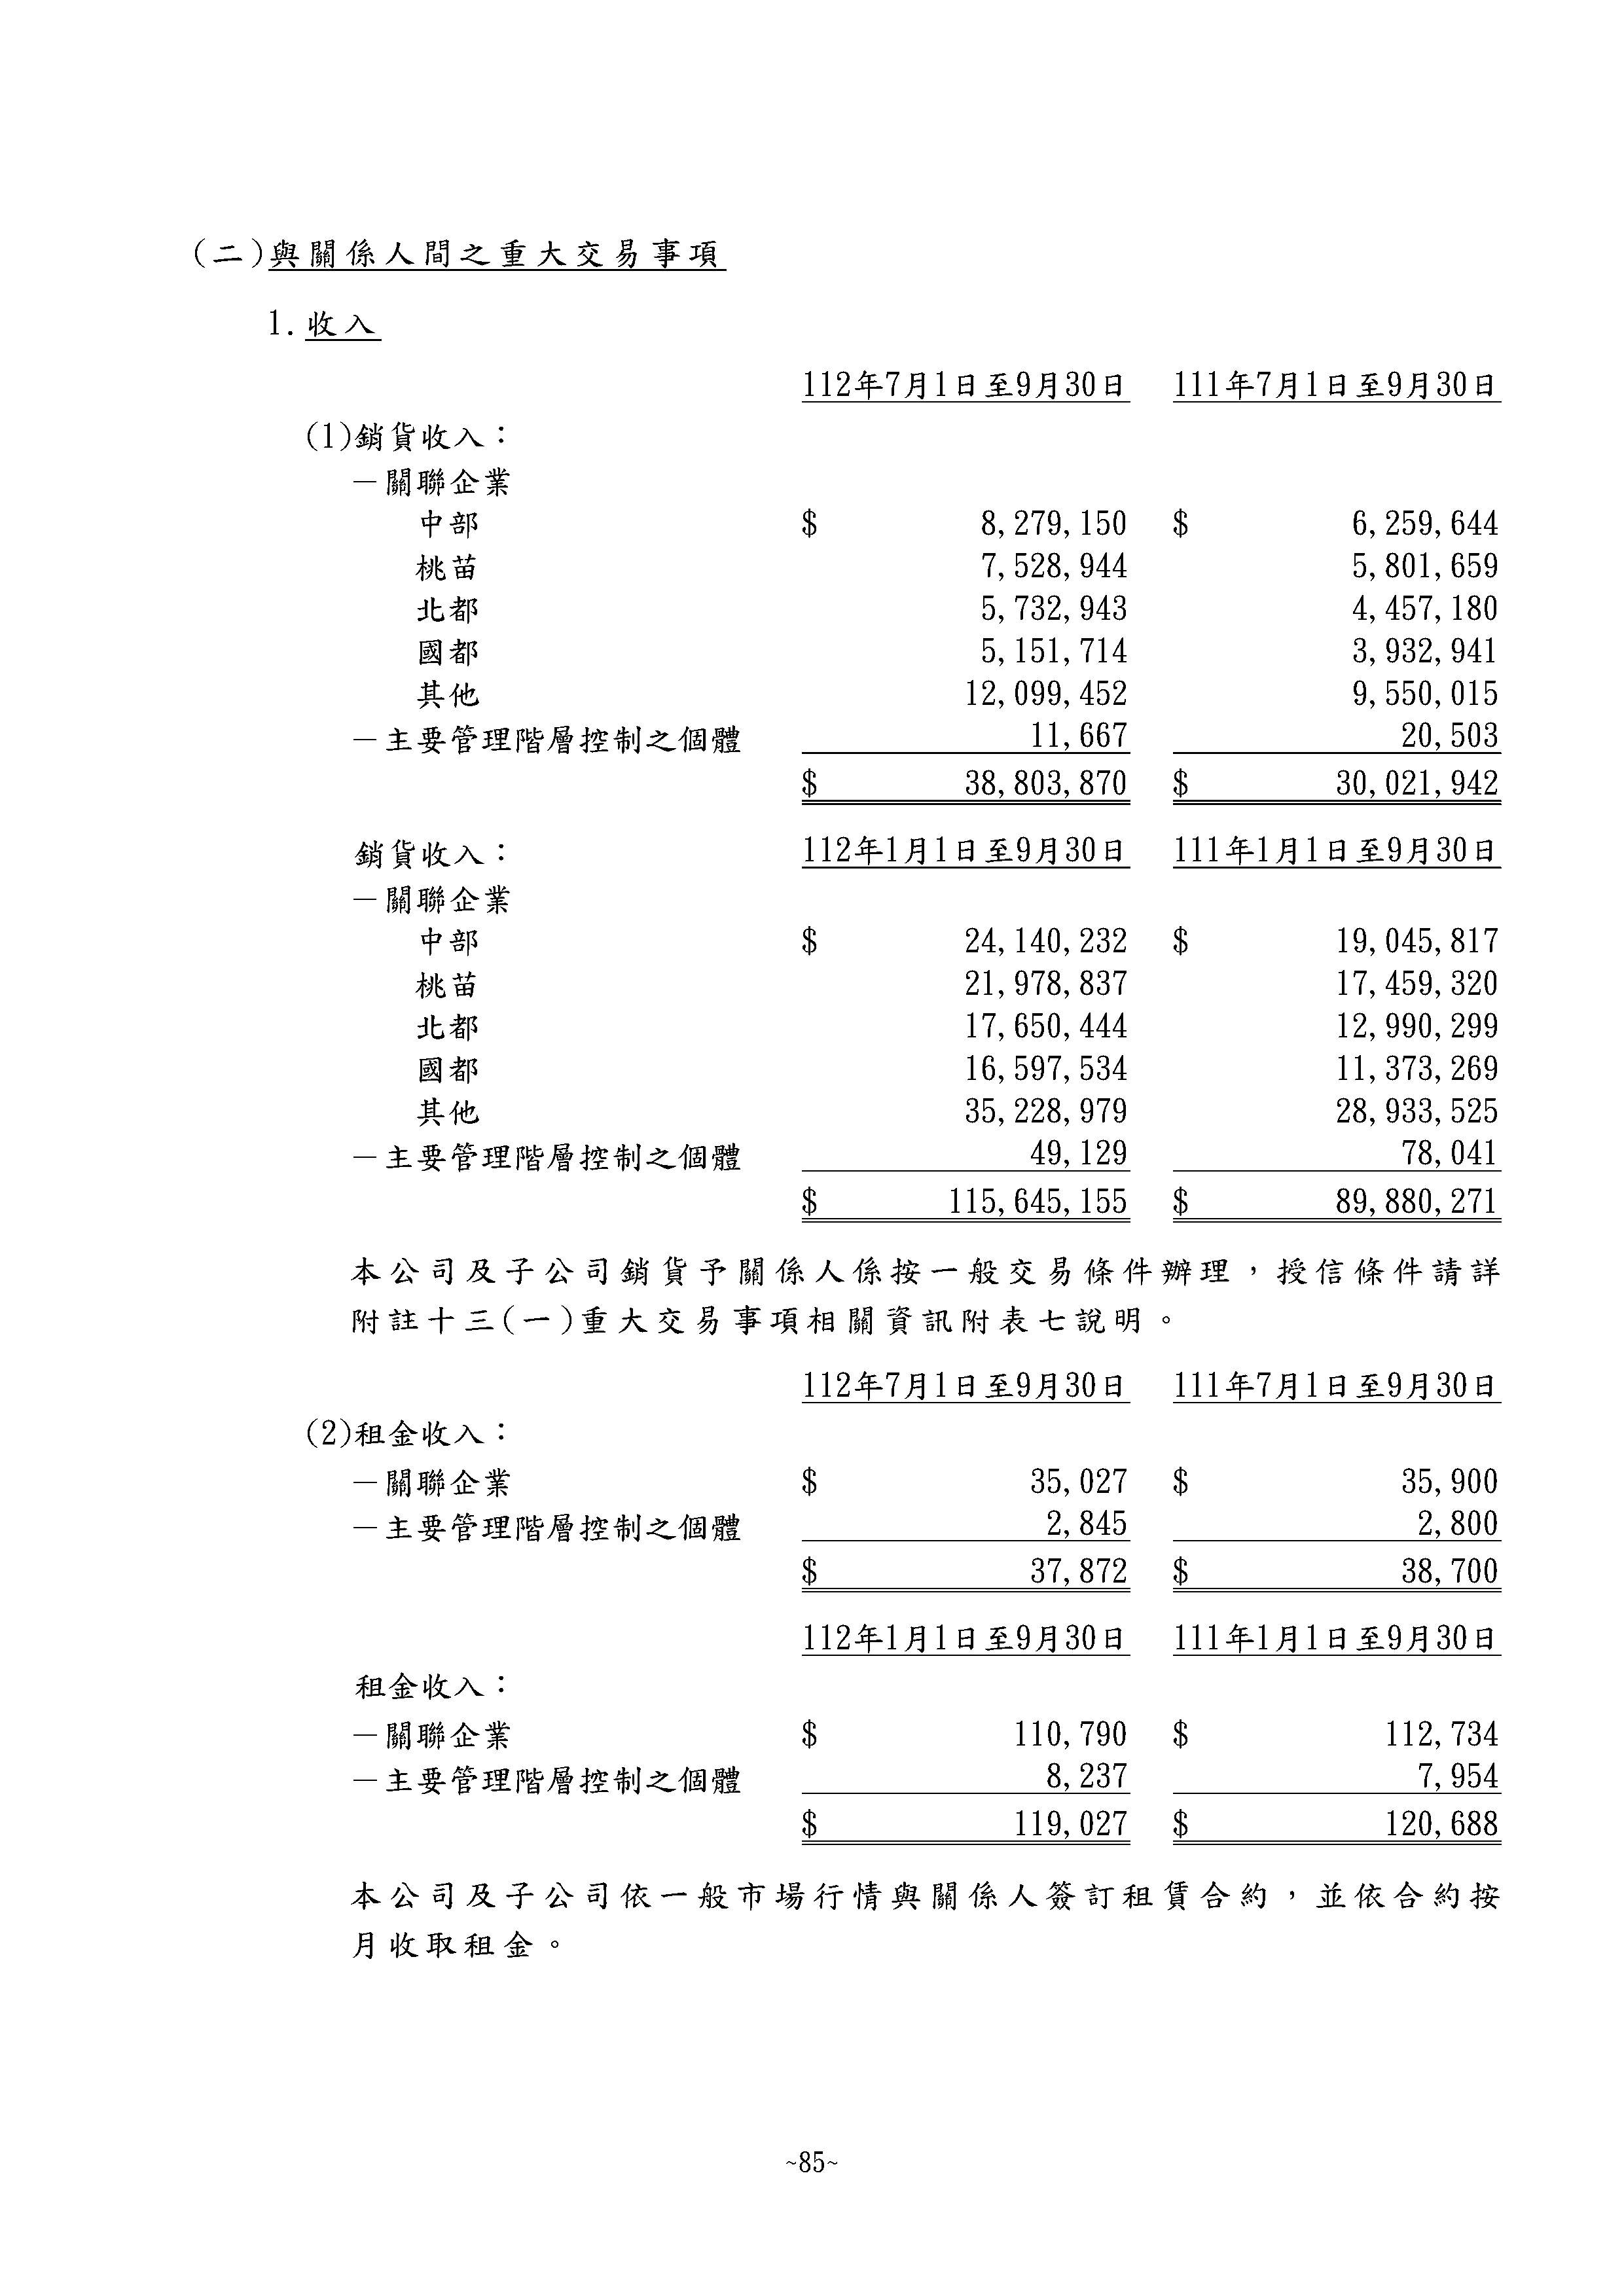 (二)與關係人間之重大交易事項
1.收入
112年7月1日至9月30日 111年7月1日至9月30日
(1)銷貨收入：
－關聯企業
中部 $ 8,279,150 $ 6,259,644
桃苗 7,528,944 5,801,659
北都 5,732,943 4,457,180
國都 5,151,714 3,932,941
其他 12,099,452 9,550,015
－主要管理階層控制之個體 11,667 20,503
$ 38,803,870 $ 30,021,942
銷貨收入： 112年1月1日至9月30日 111年1月1日至9月30日
－關聯企業
中部 $ 24,140,232 $ 19,045,817
桃苗 21,978,837 17,459,320
北都 17,650,444 12,990,299
國都 16,597,534 11,373,269
其他 35,228,979 28,933,525
－主要管理階層控制之個體 49,129 78,041
$ 115,645,155 $ 89,880,271
本公司及子公司銷貨予關係人係按一般交易條件辦理，授信條件請詳
附註十三(一)重大交易事項相關資訊附表七說明。
112年7月1日至9月30日 111年7月1日至9月30日
(2)租金收入：
－關聯企業 $ 35,027 $ 35,900
－主要管理階層控制之個體 2,845 2,800
$ 37,872 $ 38,700
112年1月1日至9月30日 111年1月1日至9月30日
租金收入：
－關聯企業 $ 110,790 $ 112,734
－主要管理階層控制之個體 8,237 7,954
$ 119,027 $ 120,688
本公司及子公司依一般市場行情與關係人簽訂租賃合約，並依合約按
月收取租金。
~85~